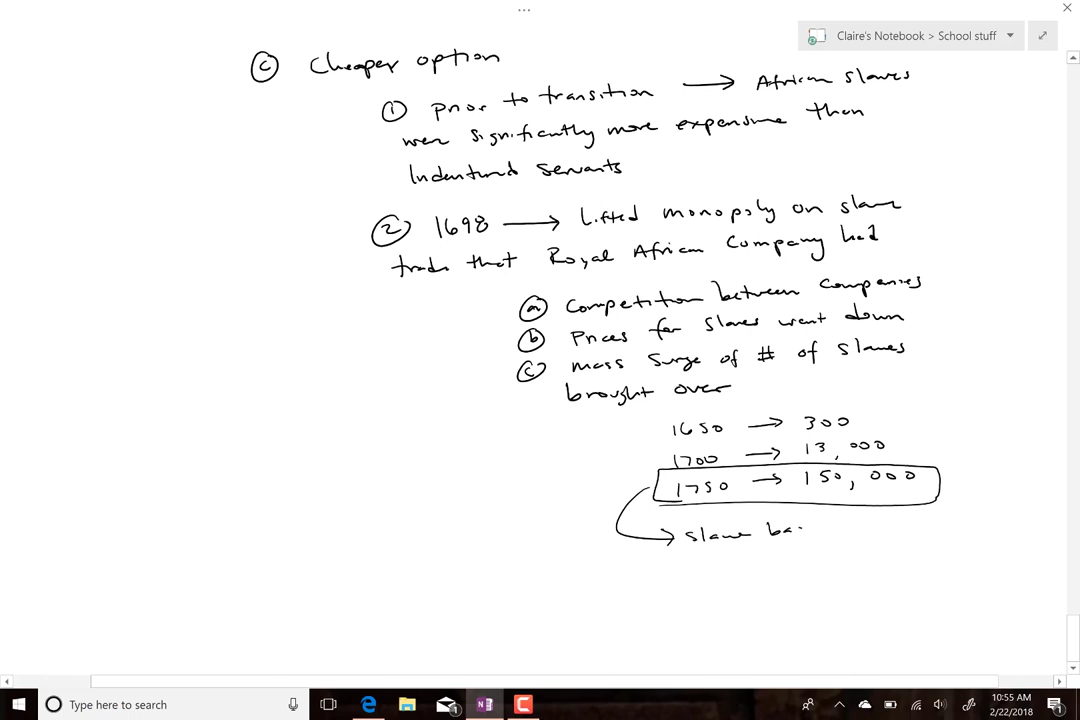 Claire's Notebook > School stuff
c Cheaper option
1 prior to transition → African slaves
were significantly more expensive than
Indentured servants
2 1698 → Lifted monopoly on slave
trade that Royal African Company had
a Competition between companies
b Prices for slaves went down
c mass surge of # of slaves
brought over
1650 → 300
1700 → 13,000
1750 → 150,000
→ slave ba
Type here to search
10:55 AM
2/22/2018